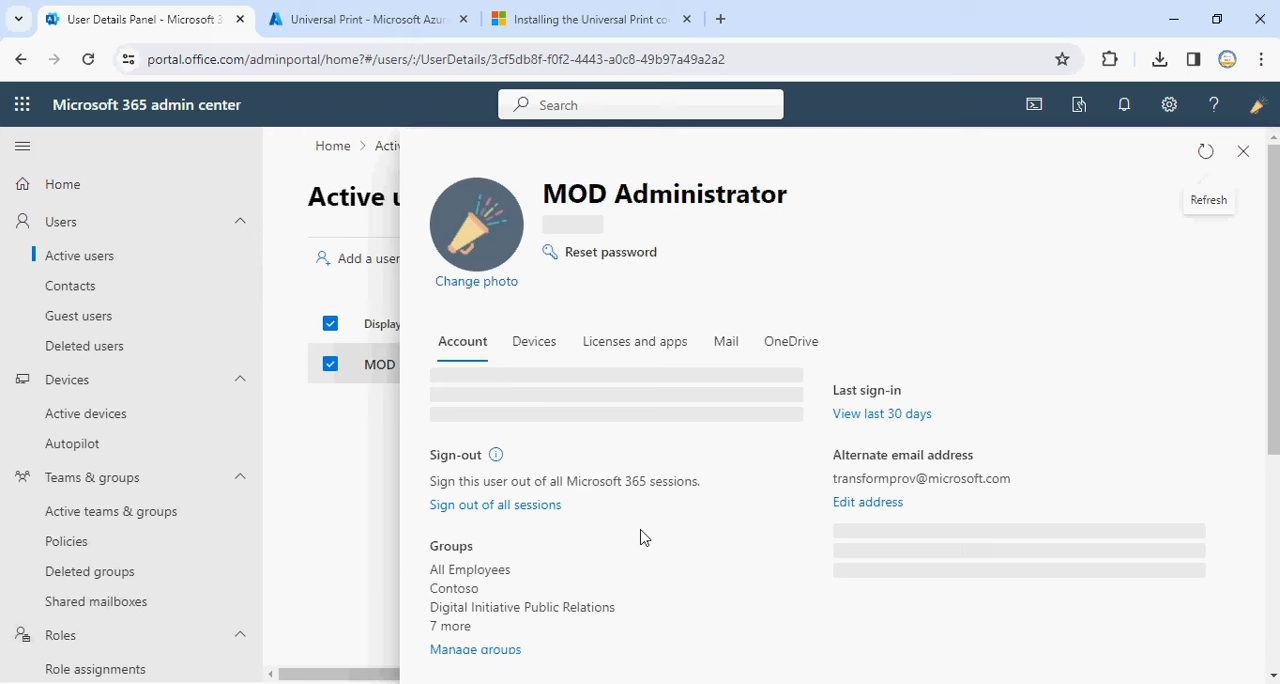 User Details Panel - Microsoft 3
Universal Print - Microsoft Azur
Installing the Universal Print co
portal.office.com/adminportal/home?#/users/:/UserDetails/3cf5db8f-f0f2-4443-a0c8-49b97a49a2a2
Microsoft 365 admin center
Search
Home
Users
Active users
Contacts
Guest users
Deleted users
Devices
Active devices
Autopilot
Teams & groups
Active teams & groups
Policies
Deleted groups
Shared mailboxes
Roles
Role assignments
Home > Activ
Active u
Add a user
Display
MOD
Refresh
MOD Administrator
Reset password
Change photo
Account
Devices
Licenses and apps
Mail
OneDrive
Sign-out
Sign this user out of all Microsoft 365 sessions.
Sign out of all sessions
Groups
All Employees
Contoso
Digital Initiative Public Relations
7 more
Manage groups
Last sign-in
View last 30 days
Alternate email address
transformprov@microsoft.com
Edit address